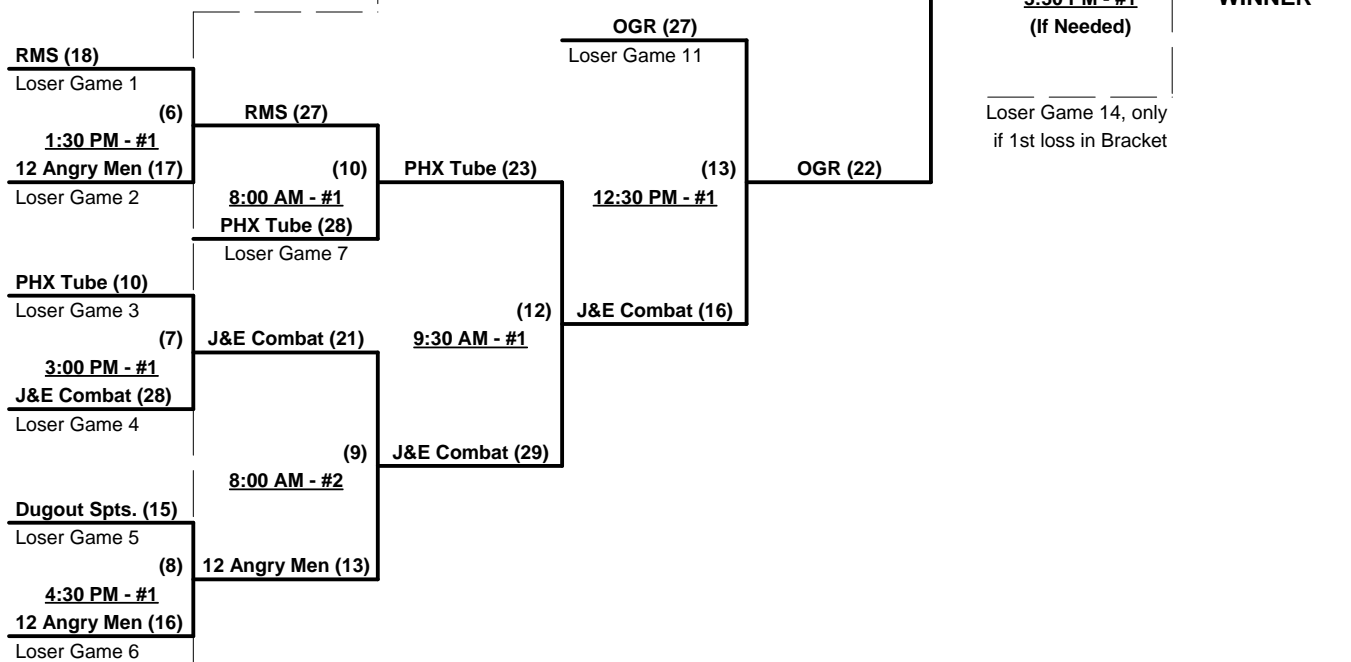 PM - #1
WINNER
(If Needed)
OGR (27)
Loser Game 11
RMS (18)
Loser Game 1
(6)
RMS (27)
1:30 PM - #1
12 Angry Men (17)
Loser Game 2
Loser Game 14, only
if 1st loss in Bracket
(10)
PHX Tube (23)
(13)
OGR (22)
8:00 AM - #1
12:30 PM - #1
PHX Tube (28)
Loser Game 7
PHX Tube (10)
Loser Game 3
(12)
J&E Combat (16)
(7)
J&E Combat (21)
9:30 AM - #1
3:00 PM - #1
J&E Combat (28)
Loser Game 4
(9)
J&E Combat (29)
8:00 AM - #2
Dugout Spts. (15)
Loser Game 5
(8)
12 Angry Men (13)
4:30 PM - #1
12 Angry Men (16)
Loser Game 6